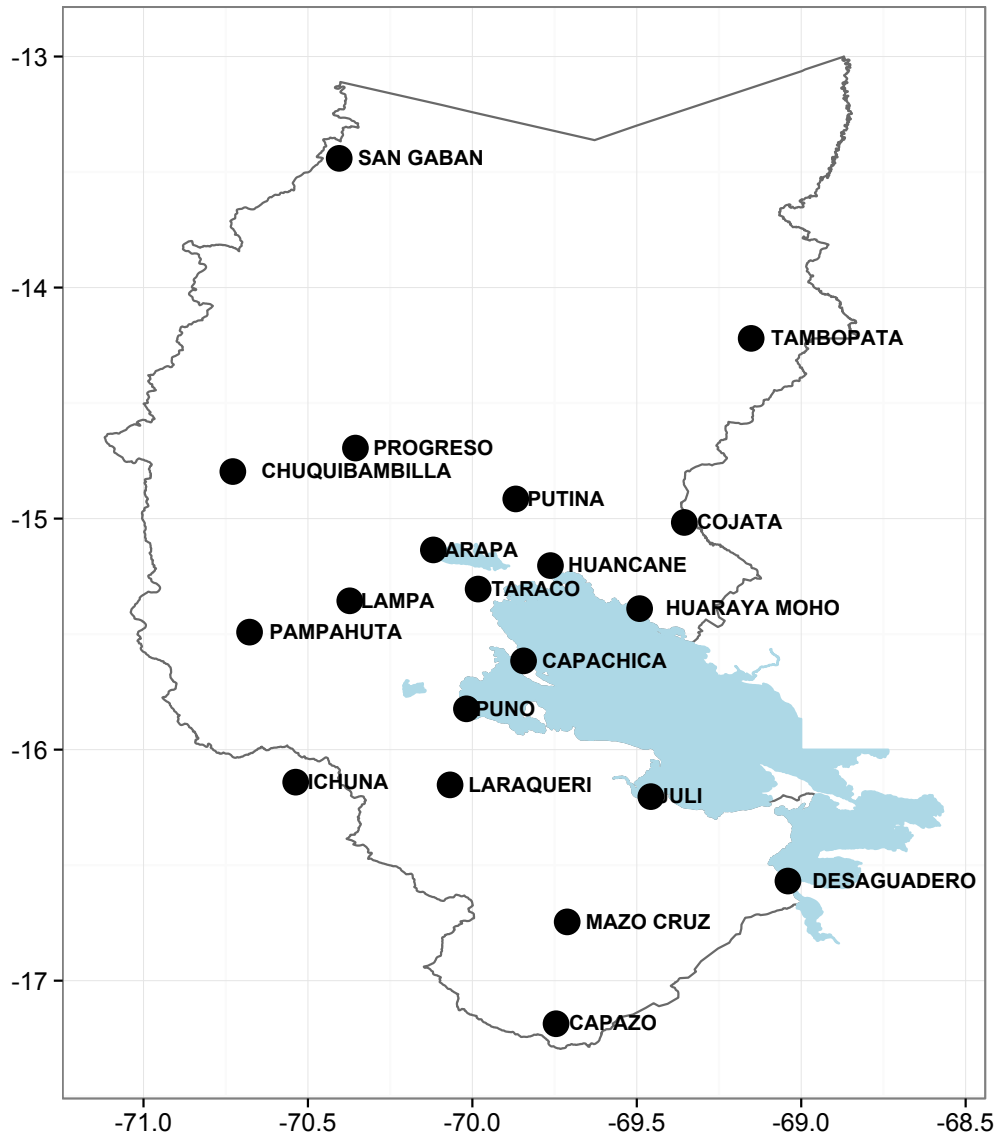 -13
SAN GABAN
-14
TAMBOPATA
PROGRESO
CHUQUIBAMBILLA
PUTINA
-15
COJATA
ARAPA
HUANCANE
TARACO
LAMPA
HUARAYA MOHO
PAMPAHUTA
CAPACHICA
PUNO
-16
ICHUNA
LARAQUERI
JULI
DESAGUADERO
MAZO CRUZ
-17
CAPAZO
-71.0 -70.5 -70.0 -69.5 -69.0 -68.5